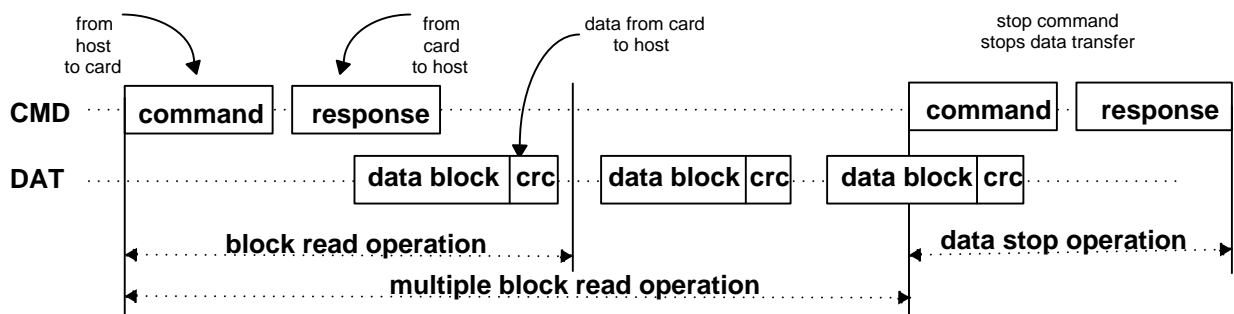 from
host
to card
from
card
to host
data from card
to host
stop command
stops data transfer
CMD
command
response
command
response
DAT
data block
crc
data block
crc
data block
crc
block read operation
data stop operation
multiple block read operation